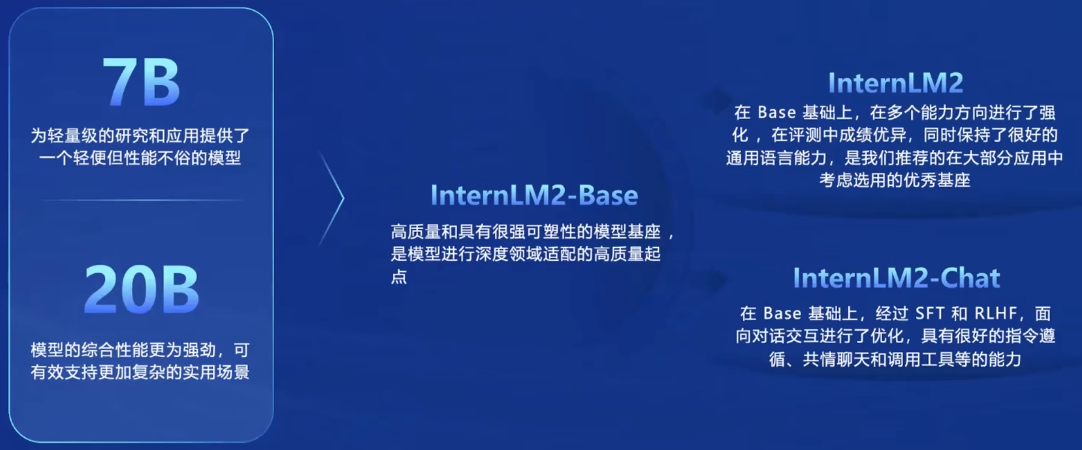 7B
为轻量级的研究和应用提供了
一个轻便但性能不俗的模型
20B
模型的综合性能更为强劲，可
有效支持更加复杂的实用场景
InternLM2-Base
高质量和具有很强可塑性的模型基座，
是模型进行深度领域适配的高质量起
点
InternLM2
在 Base 基础上，在多个能力方向进行了强
化，在评测中成绩优异，同时保持了很好的
通用语言能力，是我们推荐的在大部分应用中
考虑选用的优秀基座
InternLM2-Chat
在 Base 基础上，经过 SFT 和 RLHF，面
向对话交互进行了优化，具有很好的指令遵
循、共情聊天和调用工具等的能力